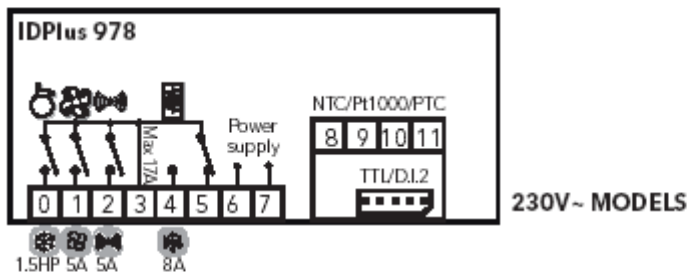 IDPlus 978
NTC/Pt1000/PTC
8 9 10 11
Power
supply
Max 17A
TTL/D.I.2
0 1 2 3 4 5 6 7
230V~ MODELS
1.5HP 5A 5A 8A